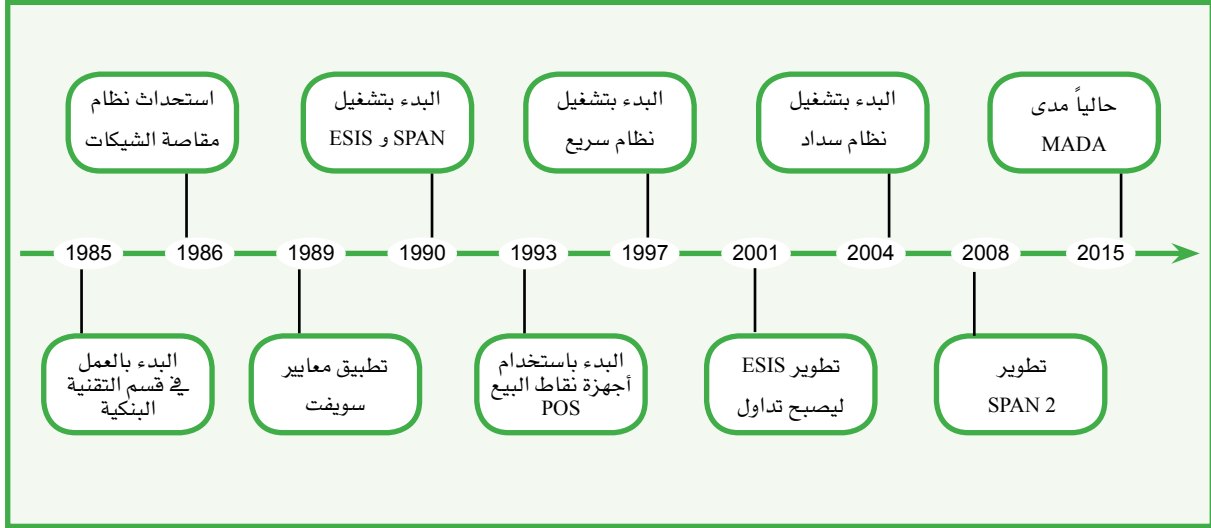 استحداث نظام
مقاصة الشيكات
البدء بتشغيل
SPAN و ESIS
البدء بتشغيل
نظام سريع
البدء بتشغيل
نظام سداد
حالياً مدى
MADA
1985
1986
1989
1990
1993
1997
2001
2004
2008
2015
البدء بالعمل
في قسم التقنية
البنكية
تطبيق معايير
سويفت
البدء باستخدام
أجهزة نقاط البيع
POS
تطوير ESIS
ليصبح تداول
تطوير
SPAN 2